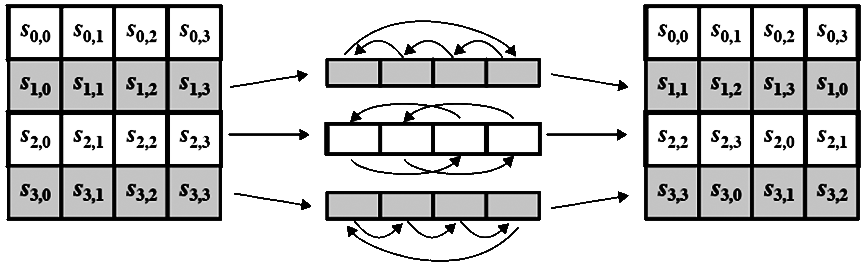 s0,0 s0,1 s0,2 s0,3
s1,0 s1,1 s1,2 s1,3
s2,0 s2,1 s2,2 s2,3
s3,0 s3,1 s3,2 s3,3
s0,0 s0,1 s0,2 s0,3
s1,1 s1,2 s1,3 s1,0
s2,2 s2,3 s2,0 s2,1
s3,3 s3,0 s3,1 s3,2